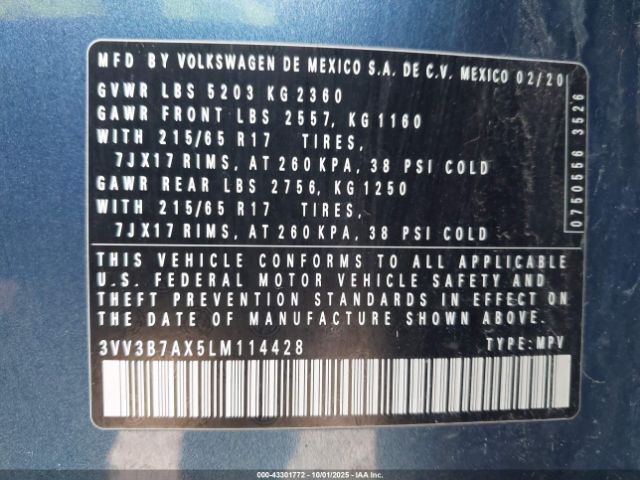 MFD BY VOLKSWAGEN DE MEXICO S.A. DE C.V. MEXICO 02/20
GVWR LBS 5203 KG 2360
GAWR FRONT LBS 2557, KG 1160
WITH 215/65 R17 TIRES,
7JX17 RIMS, AT 260 KPA, 38 PSI COLD
GAWR REAR LBS 2756, KG 1250
WITH 215/65 R17 TIRES,
7JX17 RIMS, AT 260 KPA, 38 PSI COLD
0750556 3526
THIS VEHICLE CONFORMS TO ALL APPLICABLE
U.S. FEDERAL MOTOR VEHICLE SAFETY AND
THEFT PREVENTION STANDARDS IN EFFECT ON
THE DATE OF MANUFACTURE SHOWN ABOVE.
3VV3B7AX5LM114428 TYPE: MPV
000-43301772 - 10/01/2025 - Copyright © IAA, LLC